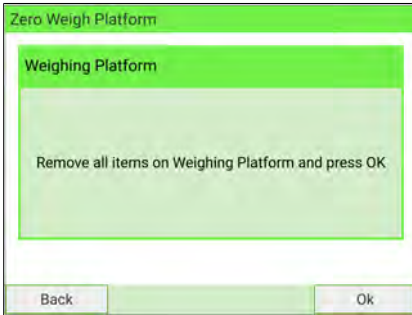 Zero Weigh Platform
Weighing Platform
Remove all items on Weighing Platform and press OK
Back
Ok